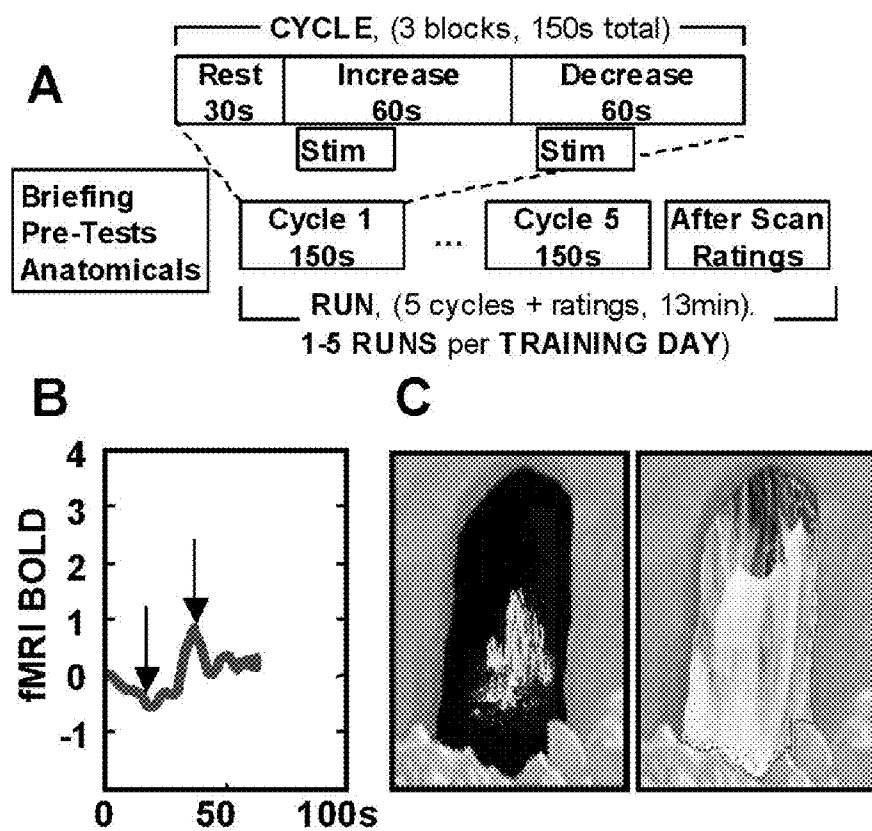 A
CYCLE, (3 blocks, 150s total)
Rest
30s
Increase
60s
Decrease
60s
Stim
Stim
Briefing
Pre-Tests
Anatomicals
Cycle 1
150s
...
Cycle 5
150s
After Scan
Ratings
RUN, (5 cycles + ratings, 13min).
1-5 RUNS per TRAINING DAY)
B
fMRI BOLD
4
3
2
1
0
-1
0 50 100s
C